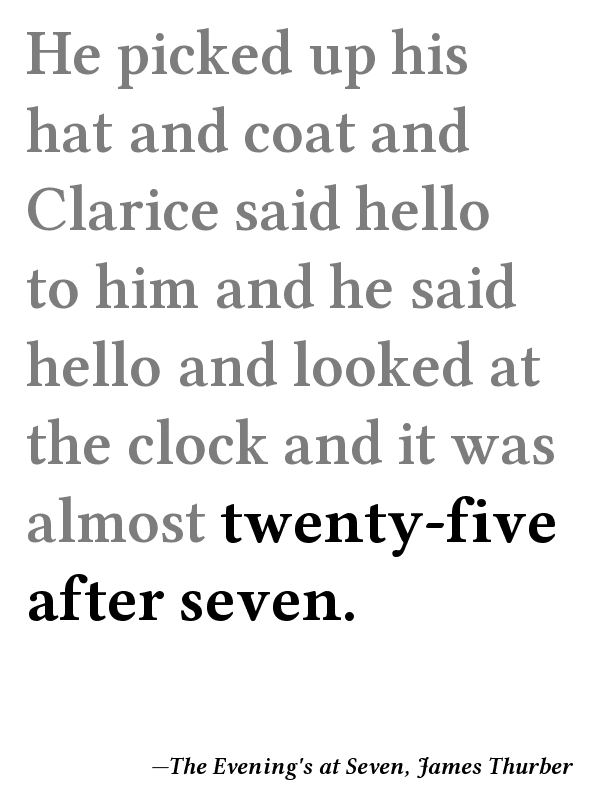 He picked up his
hat and coat and
Clarice said hello
to him and he said
hello and looked at
the clock and it was
almost twenty-five
after seven.
—The Evening's at Seven, James Thurber